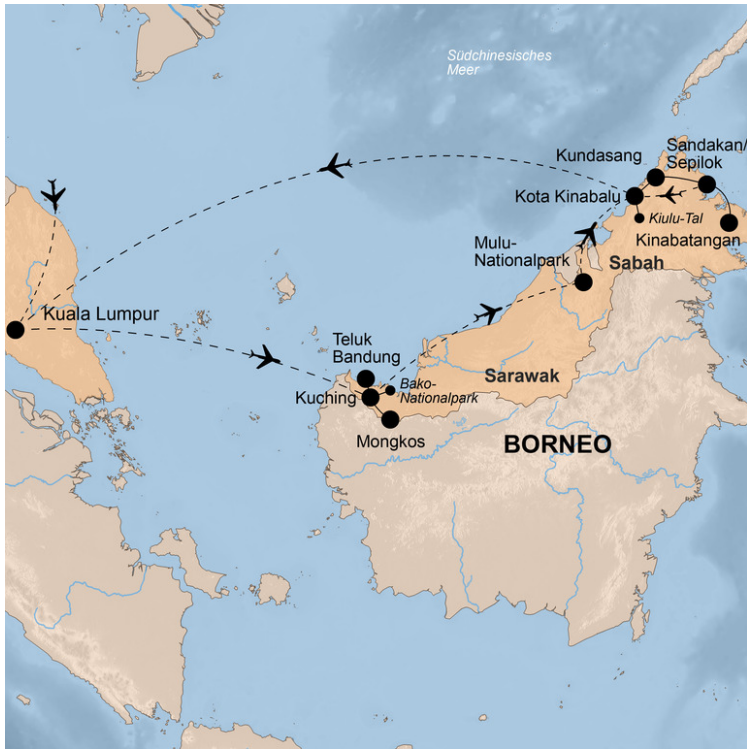 Südchinesisches
Meer
Kundasang
Sandakan/
Sepilok
Kota Kinabalu
Kiulu-Tal
Kinabatangan
Mulu-
Nationalpark
Sabah
Kuala Lumpur
Teluk
Bandung
Bako-
Nationalpark
Sarawak
Kuching
Mongkos
BORNEO